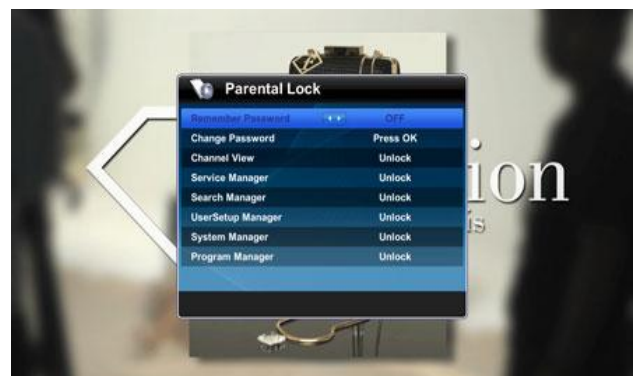 Parental Lock
Remember Password OFF
Change Password Press OK
Channel View Unlock
Service Manager Unlock
Search Manager Unlock
UserSetup Manager Unlock
System Manager Unlock
Program Manager Unlock
ion
is